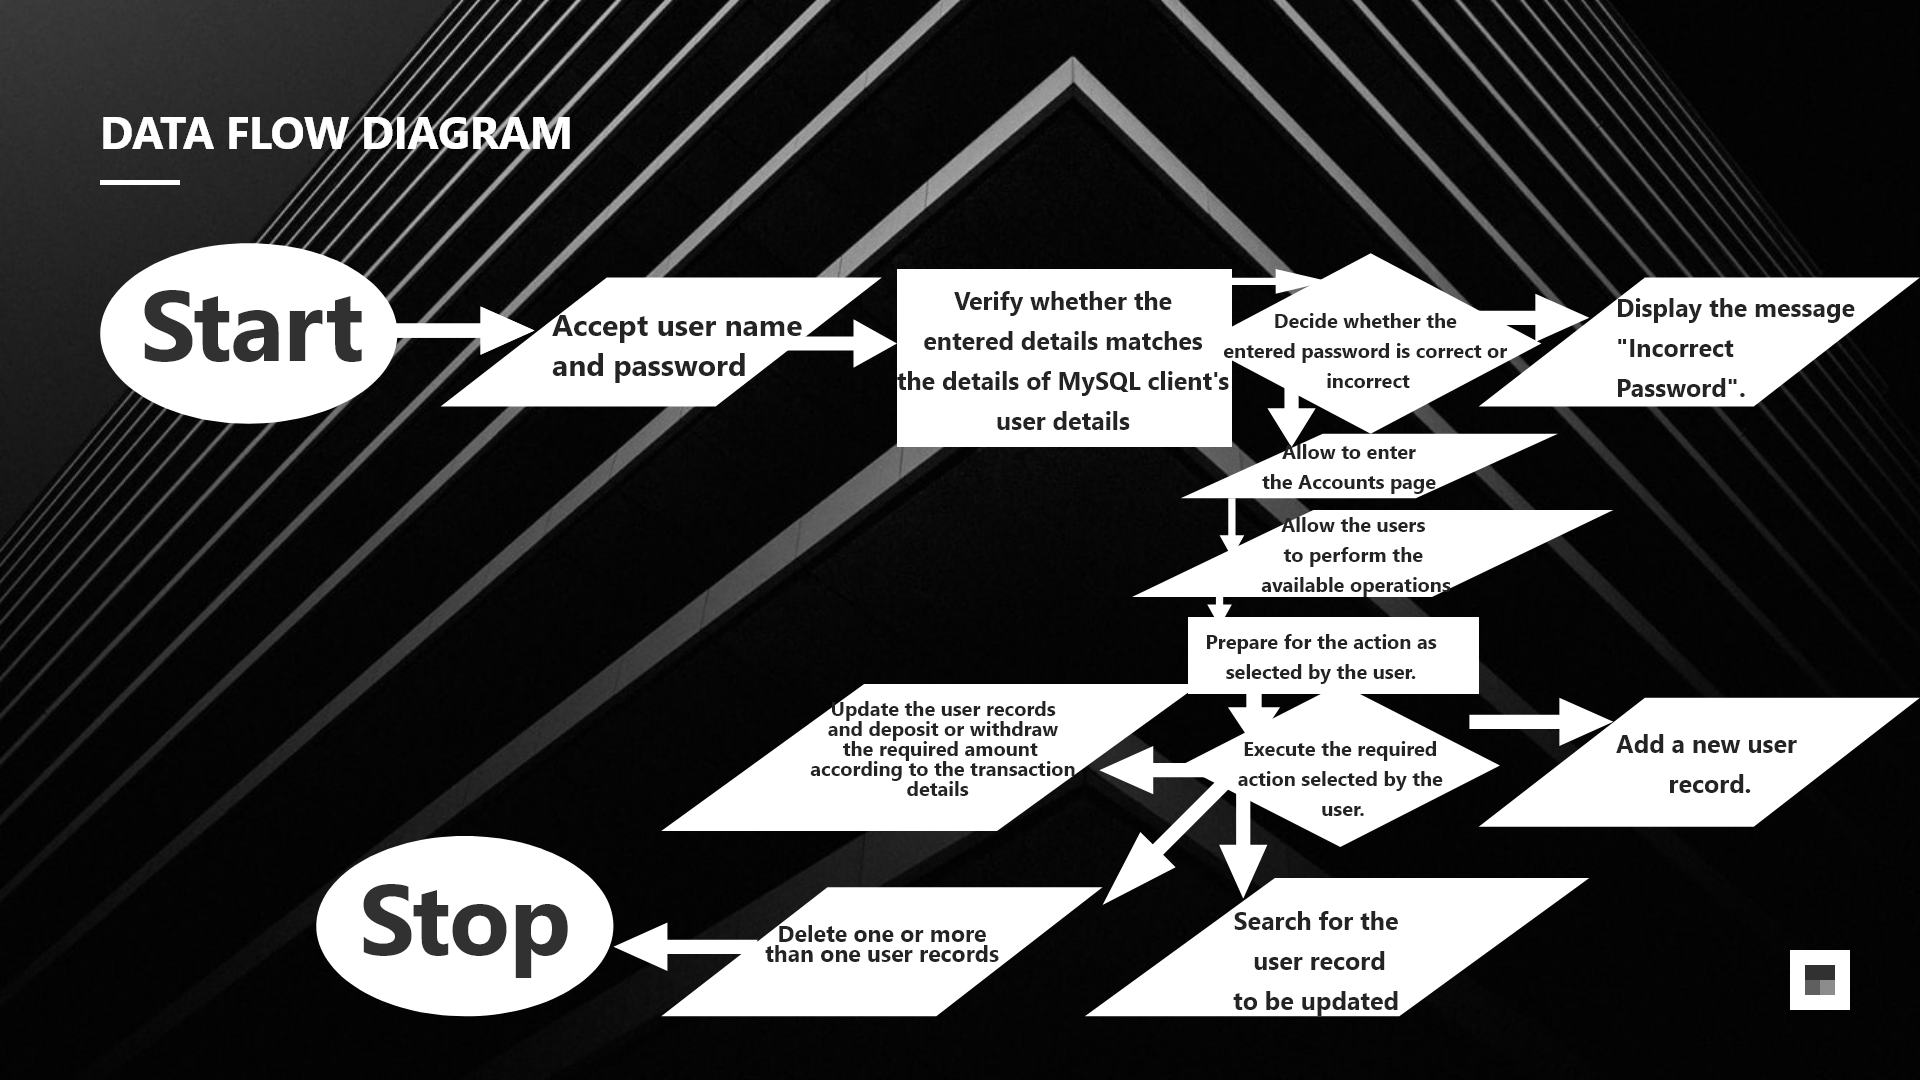 DATA FLOW DIAGRAM
Start
Accept user name
and password
Verify whether the
entered details matches
the details of MySQL client's
user details
Decide whether the
entered password is correct or
incorrect
Display the message
"Incorrect
Password".
Allow to enter
the Accounts page
Allow the users
to perform the
available operations
Prepare for the action as
selected by the user.
Update the user records
and deposit or withdraw
the required amount
according to the transaction
details
Execute the required
action selected by the
user.
Add a new user
record.
Stop
Delete one or more
than one user records
Search for the
user record
to be updated